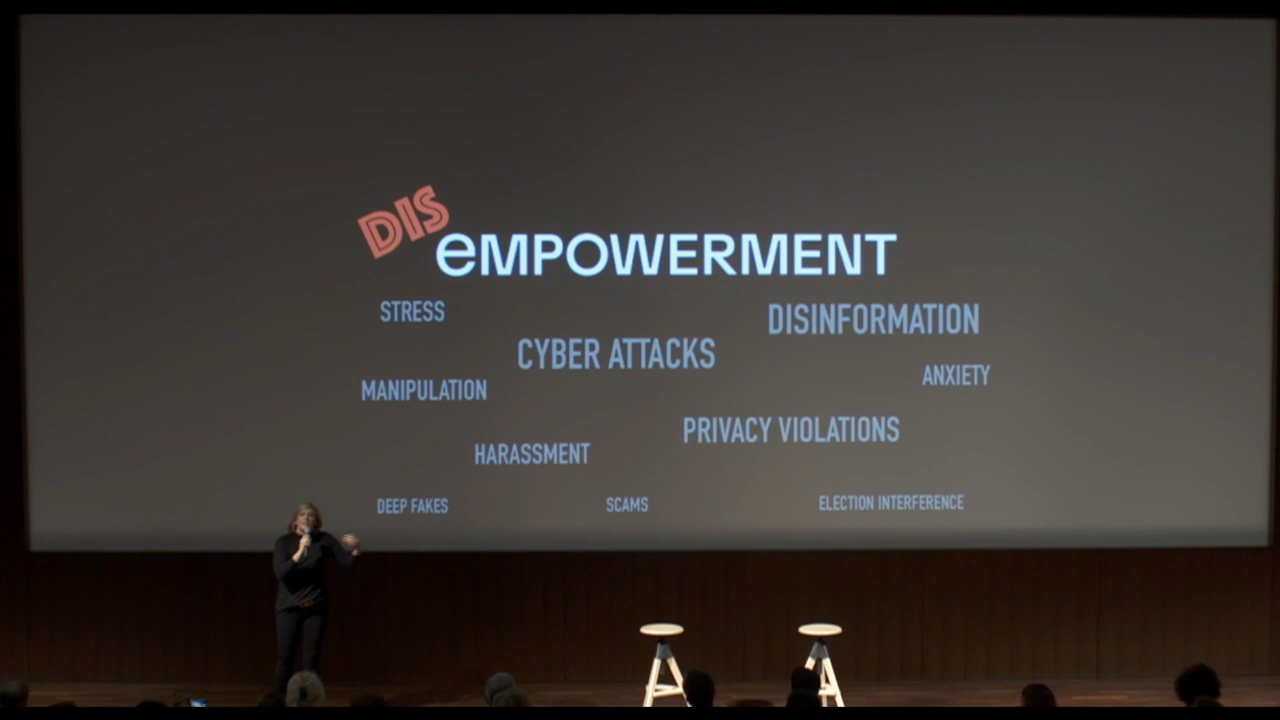 DIS
eMPOWERMENT
STRESS
DISINFORMATION
CYBER ATTACKS
ANXIETY
MANIPULATION
PRIVACY VIOLATIONS
HARASSMENT
DEEP FAKES
SCAMS
ELECTION INTERFERENCE